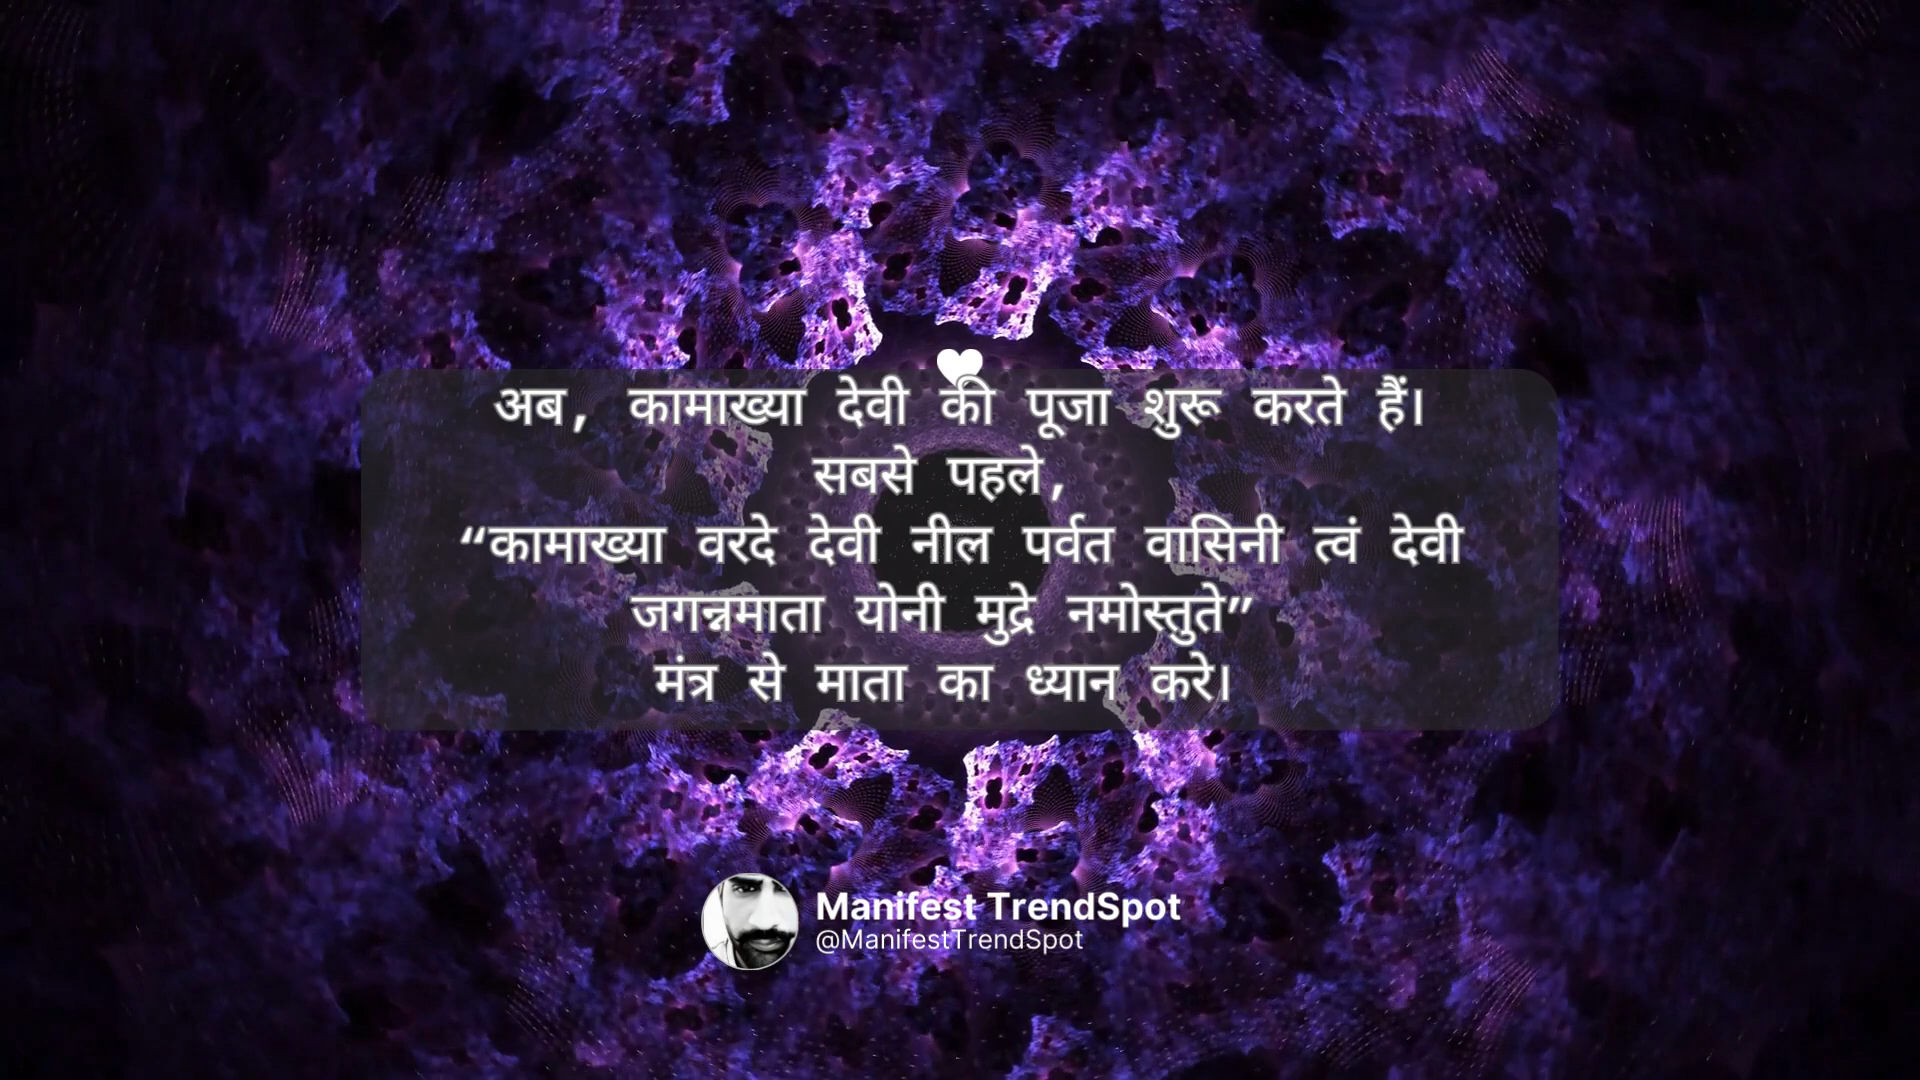 अब, कामाख्या देवी की पूजा शुरू करते हैं।
सबसे पहले,
“कामाख्या वरदे देवी नील पर्वत वासिनी त्वं देवी
जगन्नमाता योनी मुद्रे नमोस्तुते”
मंत्र से माता का ध्यान करे।
Manifest TrendSpot
@ManifestTrendSpot